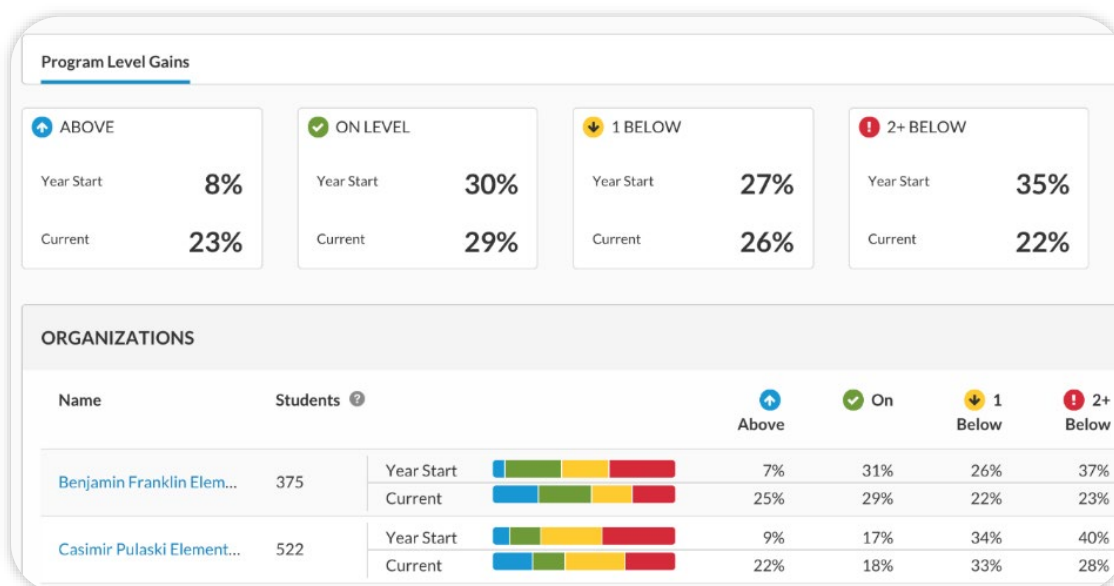 Program Level Gains
ABOVE ON LEVEL 1 BELOW 2+ BELOW
Year Start 8% Year Start 30% Year Start 27% Year Start 35%
Current 23% Current 29% Current 26% Current 22%
ORGANIZATIONS
Name Students ? On 1 2+
Above Below Below
Year Start 7% 31% 26% 37%
Benjamin Franklin Elem... 375
Current 25% 29% 22% 23%
Year Start 9% 17% 34% 40%
Casimir Pulaski Element... 522
Current 22% 18% 33% 28%